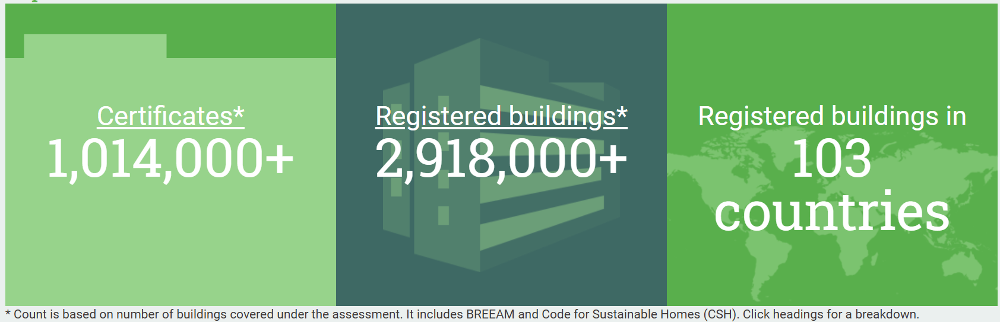 Certificates*
1,014,000+
Registered buildings*
2,918,000+
Registered buildings in
103
countries
* Count is based on number of buildings covered under the assessment. It includes BREEAM and Code for Sustainable Homes (CSH). Click headings for a breakdown.